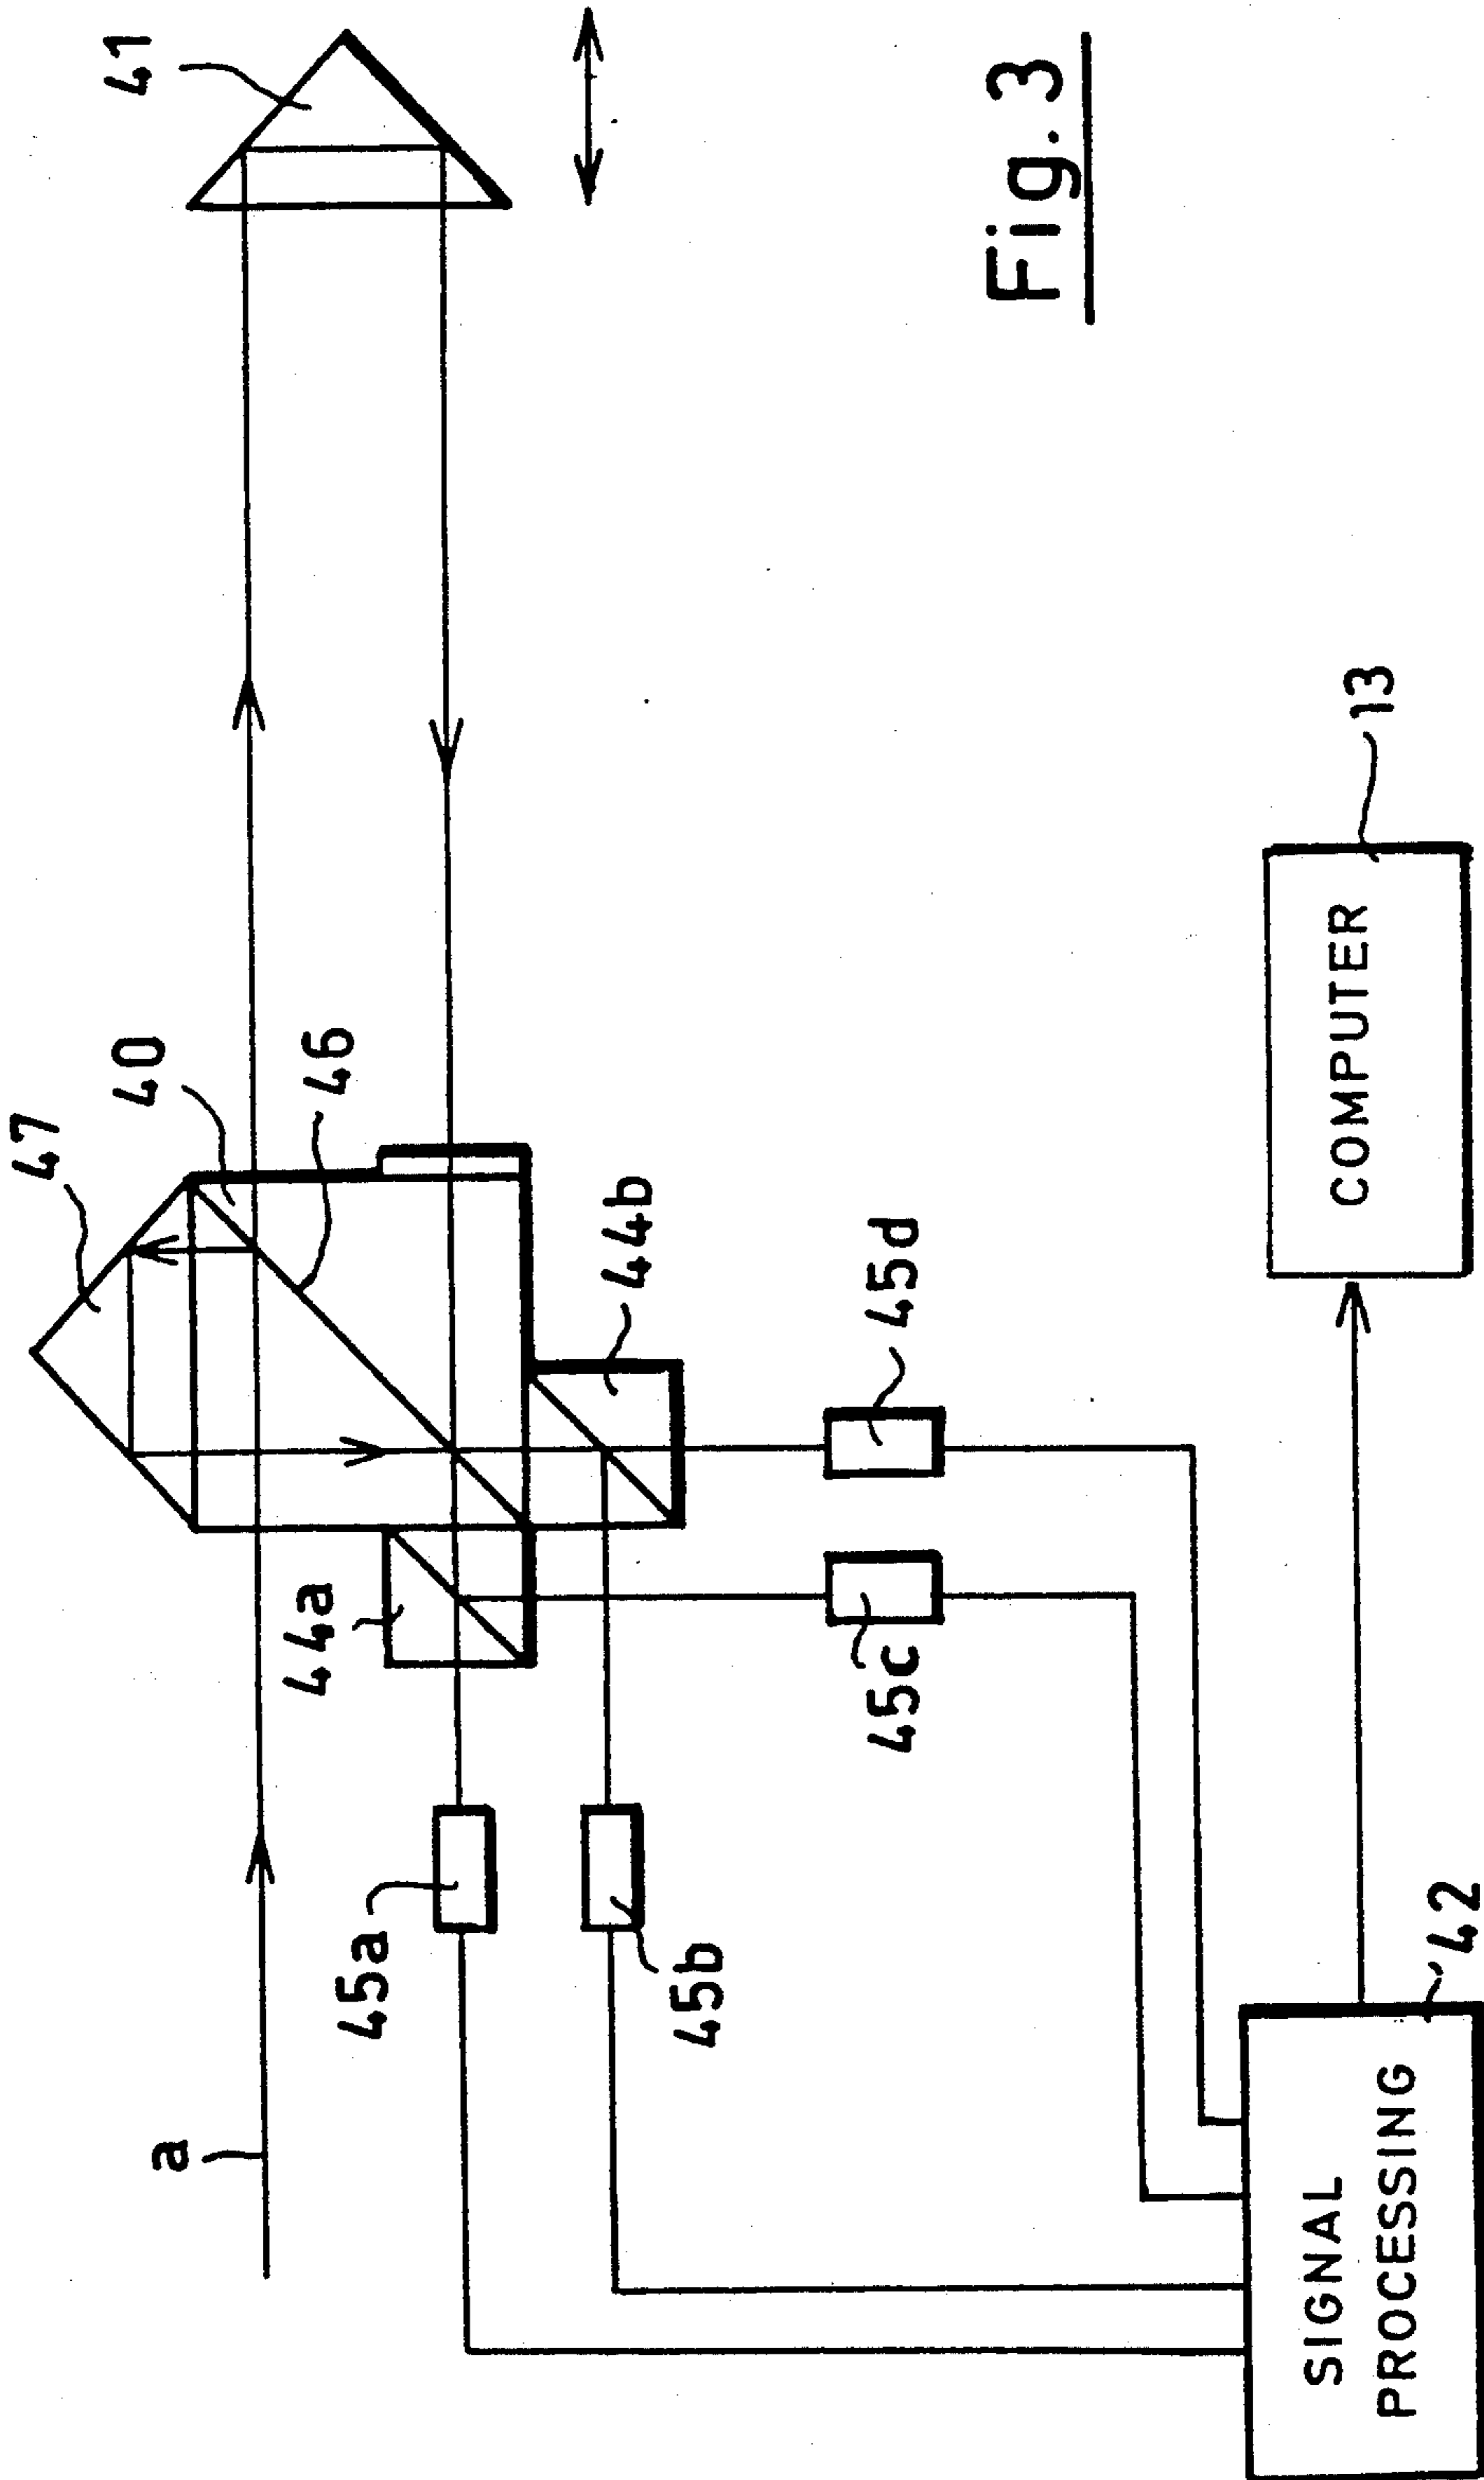 41
47
40
46
a
44a
44b
45a
45b
45c
45d
Fig. 3
SIGNAL
PROCESSING
42
COMPUTER
13